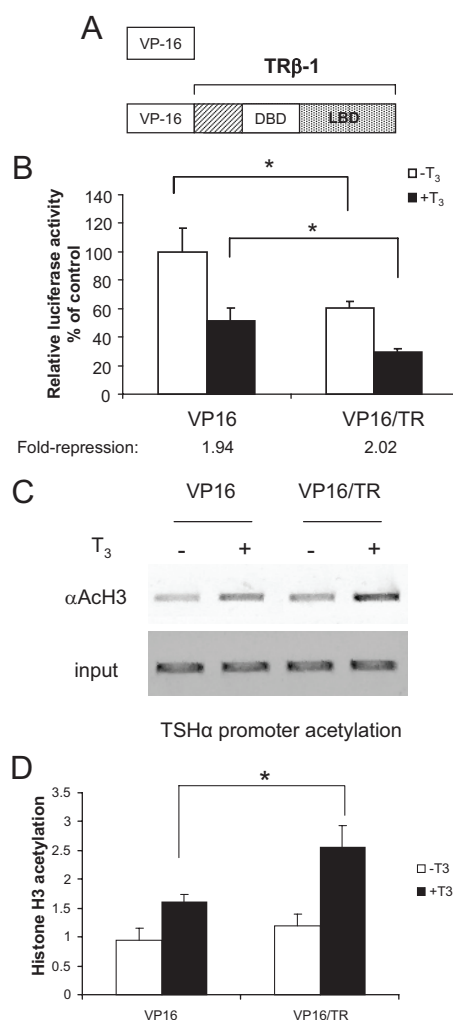 A
VP-16
TRβ-1
VP-16 DBD LBD
B
* -T3
+T3
*
Relative luciferase activity
% of control
140
120
100
80
60
40
20
0
VP16 VP16/TR
Fold-repression: 1.94 2.02
C
VP16 VP16/TR
T3 - + - +
αAcH3
input
TSHα promoter acetylation
D
*
Histone H3 acetylation
3.5
3
2.5
2
1.5
1
0.5
0
-T3
+T3
VP16 VP16/TR